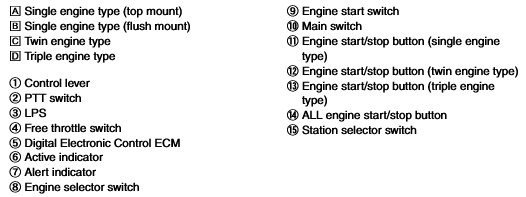 A Single engine type (top mount)
B Single engine type (flush mount)
C Twin engine type
D Triple engine type
① Control lever
② PTT switch
③ LPS
④ Free throttle switch
⑤ Digital Electronic Control ECM
⑥ Active indicator
⑦ Alert indicator
⑧ Engine selector switch
⑨ Engine start switch
⑩ Main switch
⑪ Engine start/stop button (single engine
type)
⑫ Engine start/stop button (twin engine type)
⑬ Engine start/stop button (triple engine
type)
⑭ ALL engine start/stop button
⑮ Station selector switch